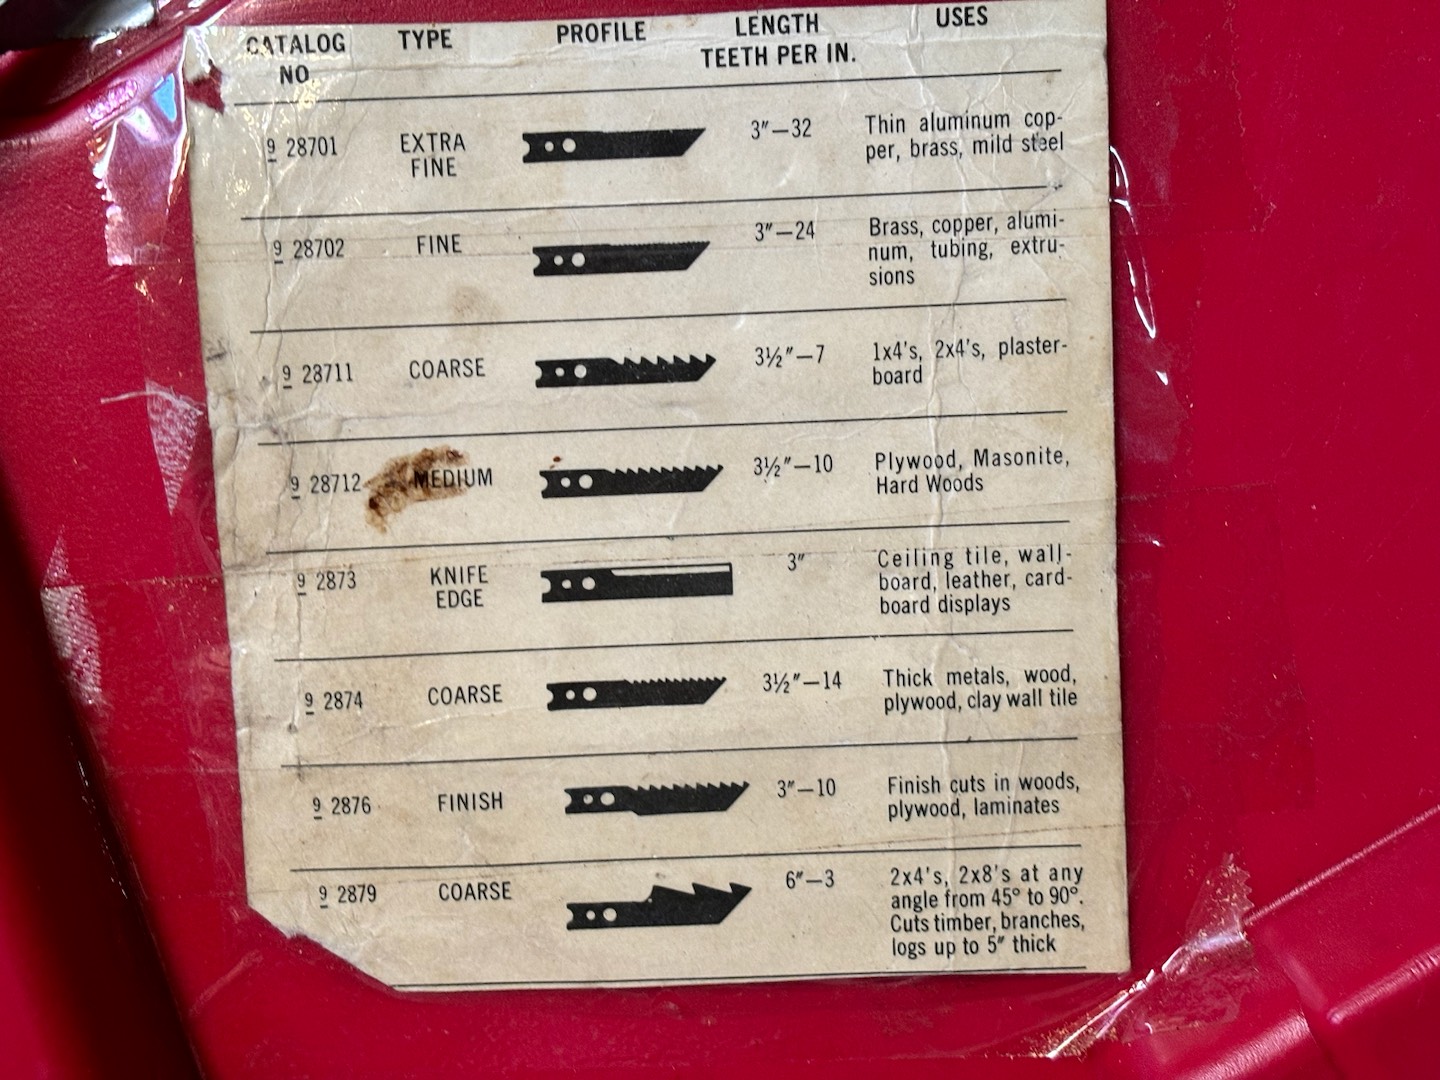 CATALOG NO. TYPE PROFILE LENGTH TEETH PER IN. USES
9 28701 EXTRA FINE 3"—32 Thin aluminum cop-
per, brass, mild steel
9 28702 FINE 3"—24 Brass, copper, alumi-
num, tubing, extru-
sions
9 28711 COARSE 3½"—7 1x4's, 2x4's, plaster-
board
9 28712 MEDIUM 3½"—10 Plywood, Masonite,
Hard Woods
9 2873 KNIFE EDGE 3" Ceiling tile, wall-
board, leather, card-
board displays
9 2874 COARSE 3½"—14 Thick metals, wood,
plywood, clay wall tile
9 2876 FINISH 3"—10 Finish cuts in woods,
plywood, laminates
9 2879 COARSE 6"—3 2x4's, 2x8's at any
angle from 45° to 90°.
Cuts timber, branches,
logs up to 5" thick